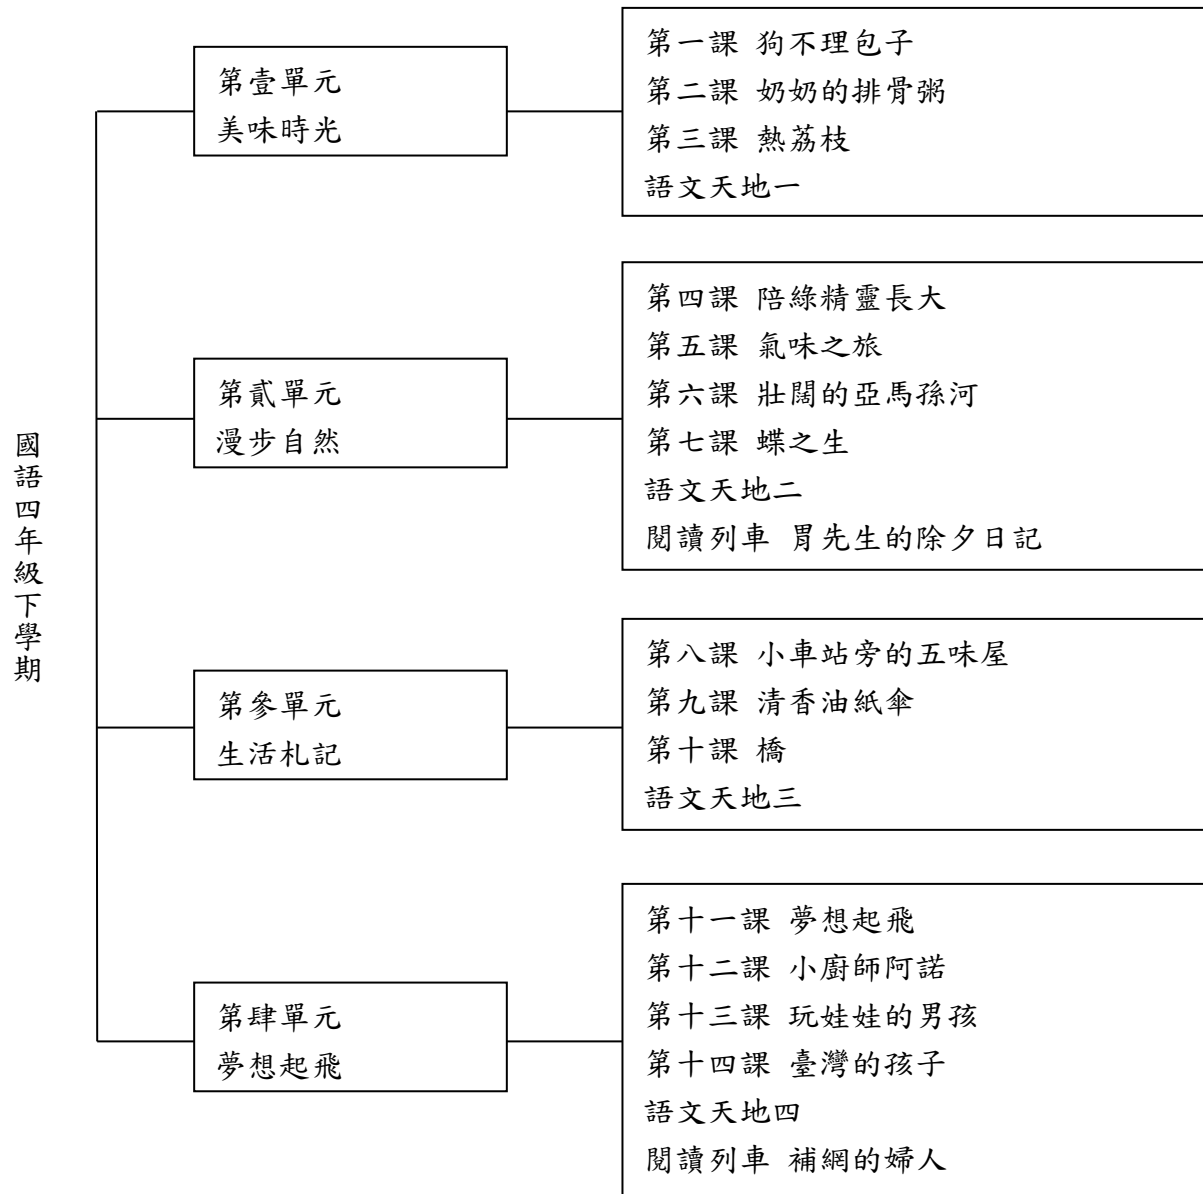 國語四年級下學期
第壹單元
美味時光
第一課 狗不理包子
第二課 奶奶的排骨粥
第三課 熱荔枝
語文天地一
第貳單元
漫步自然
第四課 陪綠精靈長大
第五課 氣味之旅
第六課 壯闊的亞馬孫河
第七課 蝶之生
語文天地二
閱讀列車 胃先生的除夕日記
第參單元
生活札記
第八課 小車站旁的五味屋
第九課 清香油紙傘
第十課 橋
語文天地三
第肆單元
夢想起飛
第十一課 夢想起飛
第十二課 小廚師阿諾
第十三課 玩娃娃的男孩
第十四課 臺灣的孩子
語文天地四
閱讀列車 補網的婦人